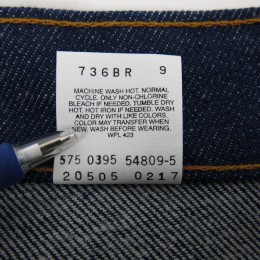 736BR 9
MACHINE WASH HOT. NORMAL
CYCLE. ONLY NON-CHLORINE
BLEACH IF NEEDED. TUMBLE DRY
HOT. HOT IRON IF NEEDED. WASH
AND DRY WITH LIKE COLORS.
COLOR MAY TRANSFER WHEN
NEW, WASH BEFORE WEARING.
WPL 423
575 0395 54809-5
20505 0217